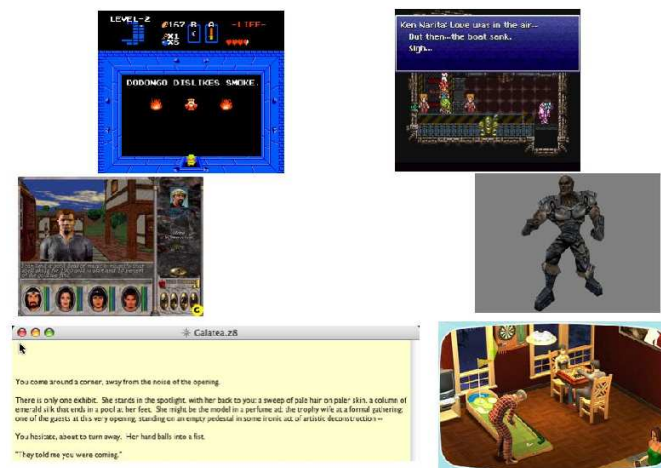 LEVEL-2
167 B A -LIFE-
X1
X5
DODONGO DISLIKES SMOKE.
Ken Narita: Love was in the air…
But then…the boat sank.
Sigh…
Galatea.z8
You come around a corner, away from the noise of the opening.
There is only one exhibit. She stands in the spotlight, with her back to you: a sweep of pale hair on paler skin, a column of
emerald silk that ends in a pool at her feet. She might be the model in a perfume ad; the trophy wife at a formal gathering;
one of the guests at this very opening, standing on an empty pedestal in some ironic act of artistic deconstruction --
You hesitate, about to turn away. Her hand balls into a fist.
"They told me you were coming."